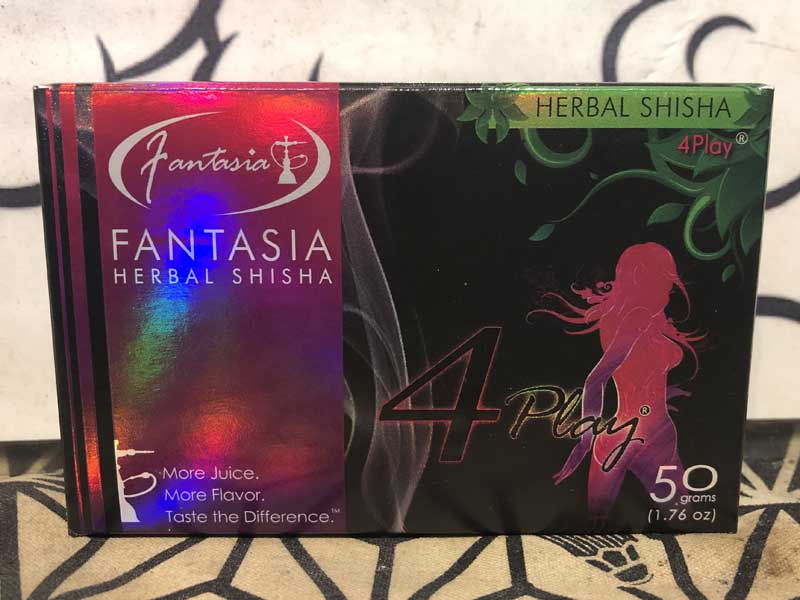 Fantasia
FANTASIA
HERBAL SHISHA
More Juice.
More Flavor.
Taste the Difference.™
HERBAL SHISHA
4Play®
4Play®
50
grams
(1.76 oz)